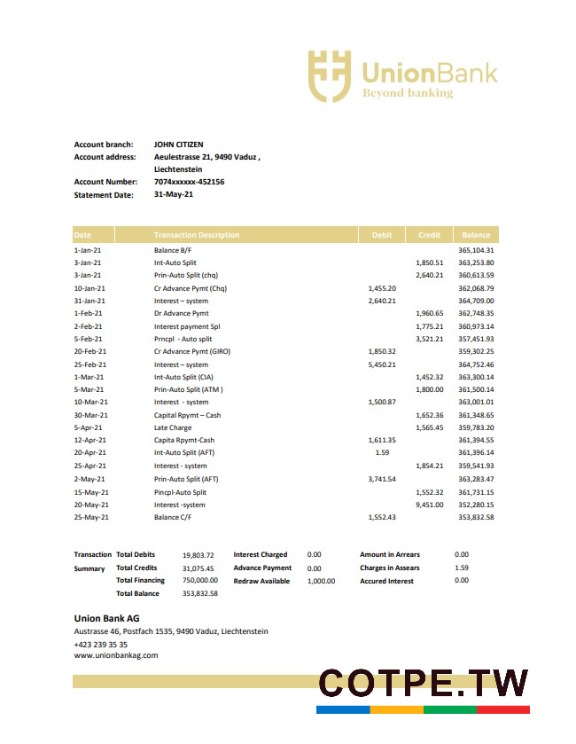 UnionBank
Beyond banking
Account branch: JOHN CITIZEN
Account address: Aeulestrasse 21, 9490 Vaduz ,
Liechtenstein
Account Number: 7074xxxxxx-452156
Statement Date: 31-May-21
Date Transaction Description Debit Credit Balance
1-Jan-21 Balance B/F 365,104.31
3-Jan-21 Int-Auto Split 1,850.51 363,253.80
3-Jan-21 Prin-Auto Split (chq) 2,640.21 360,613.59
10-Jan-21 Cr Advance Pymt (Chq) 1,455.20 362,068.79
31-Jan-21 Interest – system 2,640.21 364,709.00
1-Feb-21 Dr Advance Pymt 1,960.65 362,748.35
2-Feb-21 Interest payment Spl 1,775.21 360,973.14
5-Feb-21 Prncpl - Auto split 3,521.21 357,451.93
20-Feb-21 Cr Advance Pymt (GIRO) 1,850.32 359,302.25
25-Feb-21 Interest – system 5,450.21 364,752.46
1-Mar-21 Int-Auto Split (CIA) 1,452.32 363,300.14
5-Mar-21 Prin-Auto Split (ATM ) 1,800.00 361,500.14
10-Mar-21 Interest - system 1,500.87 363,001.01
30-Mar-21 Capital Rpymt – Cash 1,652.36 361,348.65
5-Apr-21 Late Charge 1,565.45 359,783.20
12-Apr-21 Capita Rpymt-Cash 1,611.35 361,394.55
20-Apr-21 Int-Auto Split (AFT) 1.59 361,396.14
25-Apr-21 Interest - system 1,854.21 359,541.93
2-May-21 Prin-Auto Split (AFT) 3,741.54 363,283.47
15-May-21 Pincpl-Auto Split 1,552.32 361,731.15
20-May-21 Interest -system 9,451.00 352,280.15
25-May-21 Balance C/F 1,552.43 353,832.58
Transaction Total Debits 19,803.72 Interest Charged 0.00 Amount in Arrears 0.00
Summary Total Credits 31,075.45 Advance Payment 0.00 Charges in Assears 1.59
Total Financing 750,000.00 Redraw Available 1,000.00 Accured Interest 0.00
Total Balance 353,832.58
Union Bank AG
Austrasse 46, Postfach 1535, 9490 Vaduz, Liechtenstein
+423 239 35 35
www.unionbankag.com
COTPE.TW